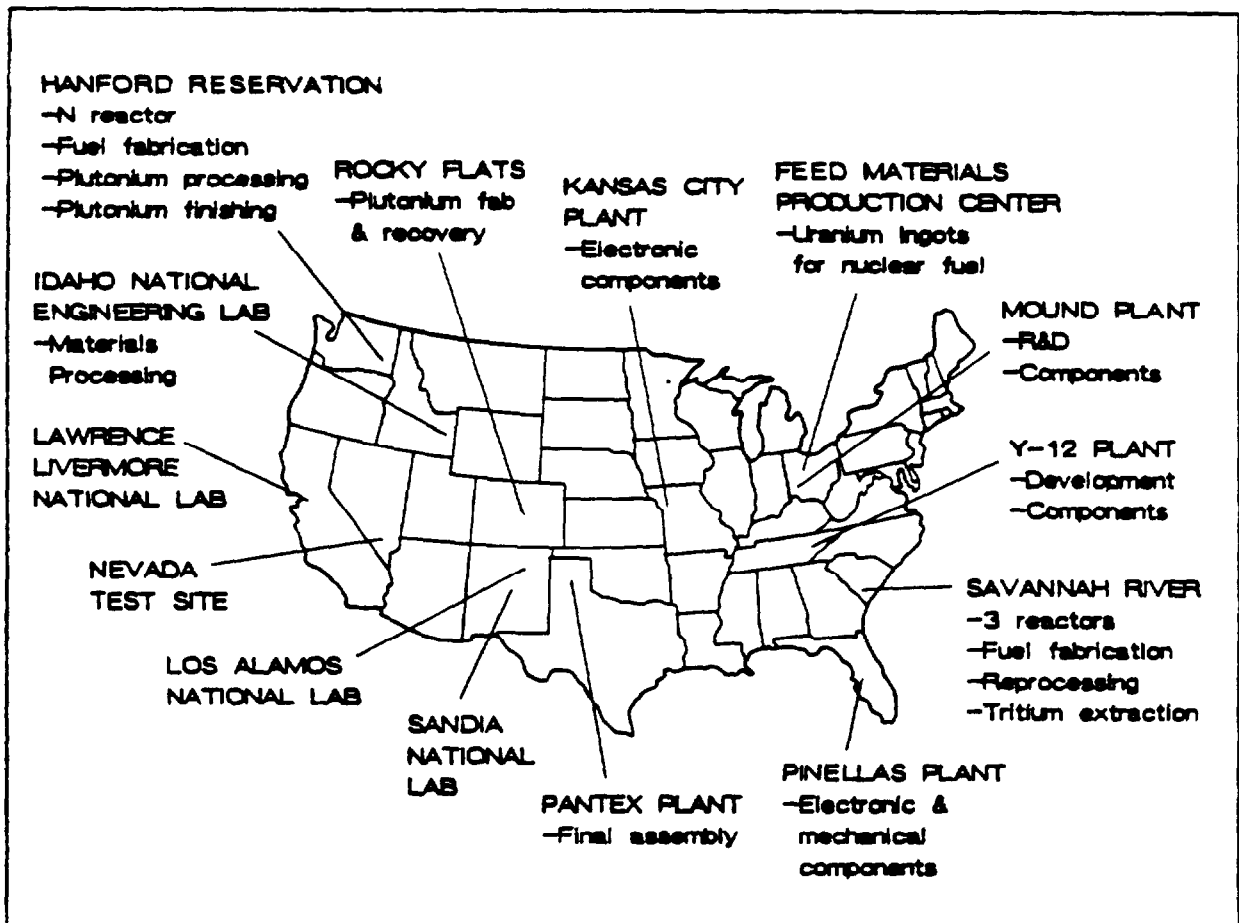 HANFORD RESERVATION
-N reactor
-Fuel fabrication
-Plutonium processing
-Plutonium finishing
ROCKY FLATS
-Plutonium fab
& recovery
KANSAS CITY
PLANT
-Electronic
components
FEED MATERIALS
PRODUCTION CENTER
-Uranium ingots
for nuclear fuel
IDAHO NATIONAL
ENGINEERING LAB
-Materials
Processing
MOUND PLANT
-R&D
-Components
LAWRENCE
LIVERMORE
NATIONAL LAB
Y-12 PLANT
-Development
-Components
NEVADA
TEST SITE
SAVANNAH RIVER
-3 reactors
-Fuel fabrication
-Reprocessing
-Tritium extraction
LOS ALAMOS
NATIONAL LAB
SANDIA
NATIONAL
LAB
PANTEX PLANT
-Final assembly
PINELLAS PLANT
-Electronic &
mechanical
components